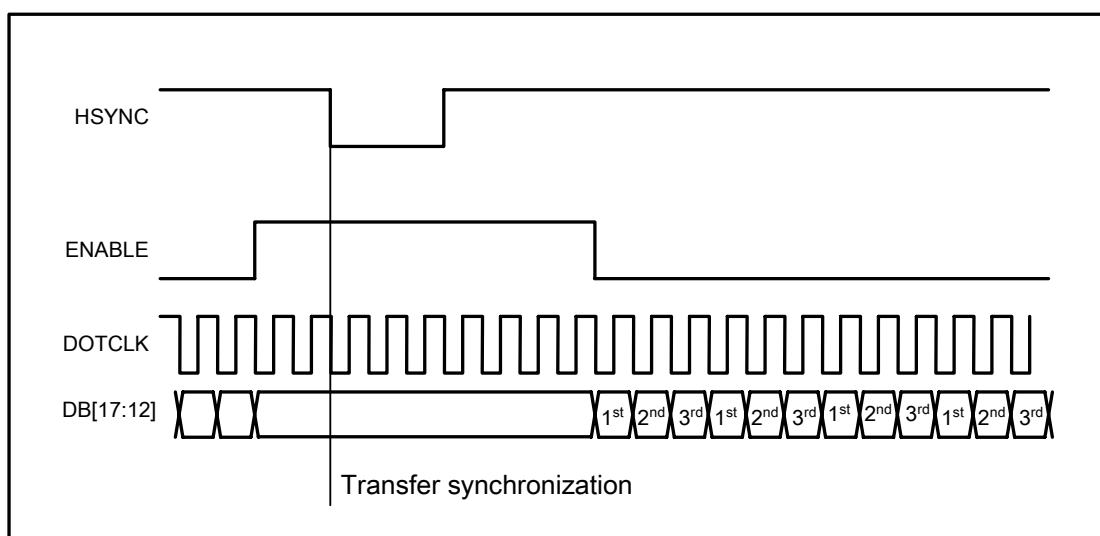 HSYNC
ENABLE
DOTCLK
DB[17:12] 1st 2nd 3rd 1st 2nd 3rd 1st 2nd 3rd 1st 2nd 3rd
Transfer synchronization